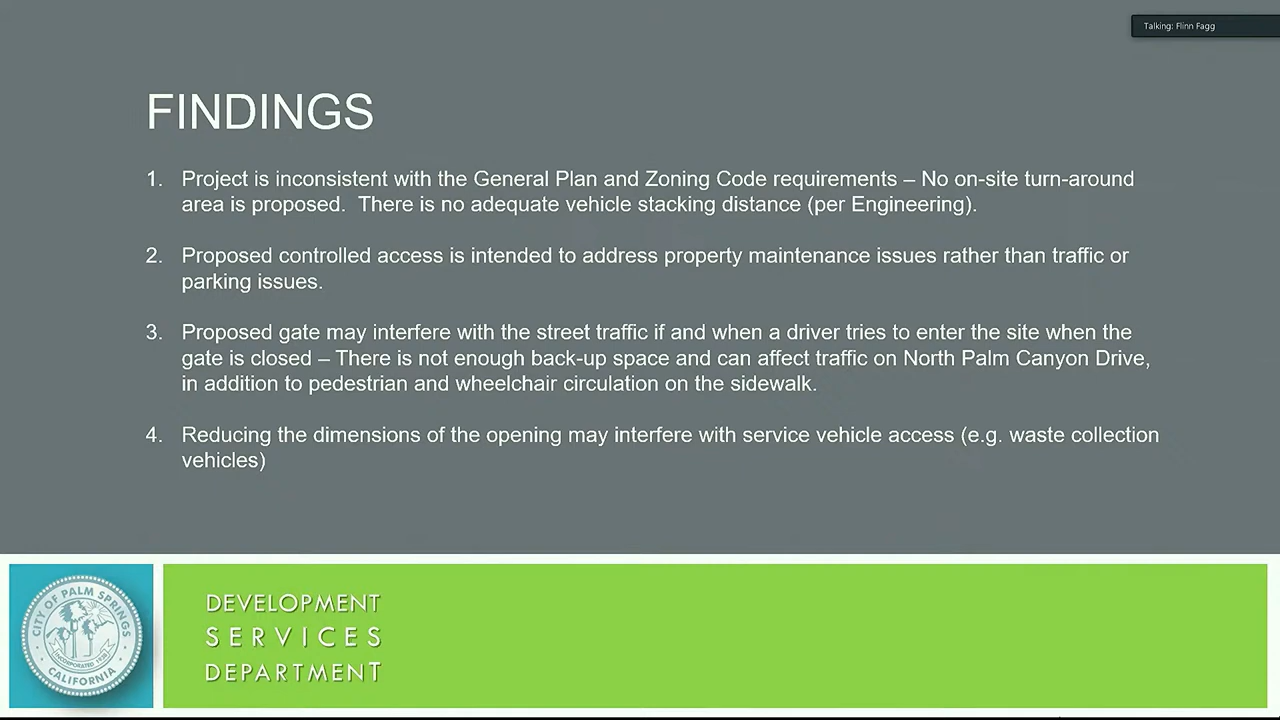 Talking: Flinn Fagg
FINDINGS
1. Project is inconsistent with the General Plan and Zoning Code requirements – No on-site turn-around
area is proposed.  There is no adequate vehicle stacking distance (per Engineering).
2. Proposed controlled access is intended to address property maintenance issues rather than traffic or
parking issues.
3. Proposed gate may interfere with the street traffic if and when a driver tries to enter the site when the
gate is closed – There is not enough back-up space and can affect traffic on North Palm Canyon Drive,
in addition to pedestrian and wheelchair circulation on the sidewalk.
4. Reducing the dimensions of the opening may interfere with service vehicle access (e.g. waste collection
vehicles)
CITY OF PALM SPRINGS
CALIFORNIA
DEVELOPMENT
SERVICES
DEPARTMENT